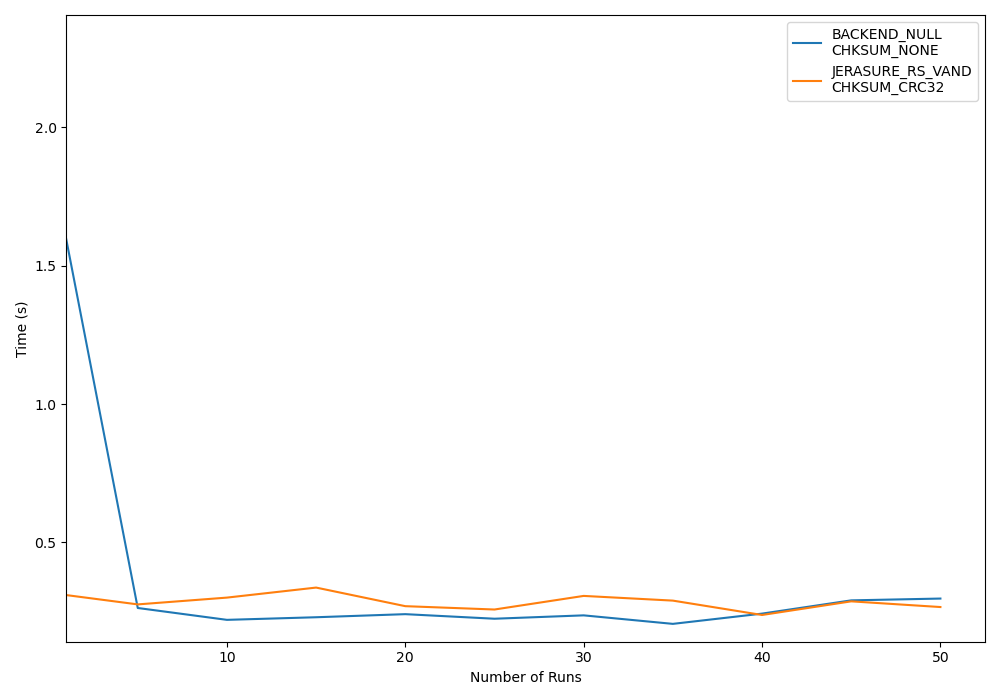 BACKEND_NULL
CHKSUM_NONE
JERASURE_RS_VAND
CHKSUM_CRC32
2.0
1.5
1.0
0.5
Time (s)
10 20 30 40 50
Number of Runs